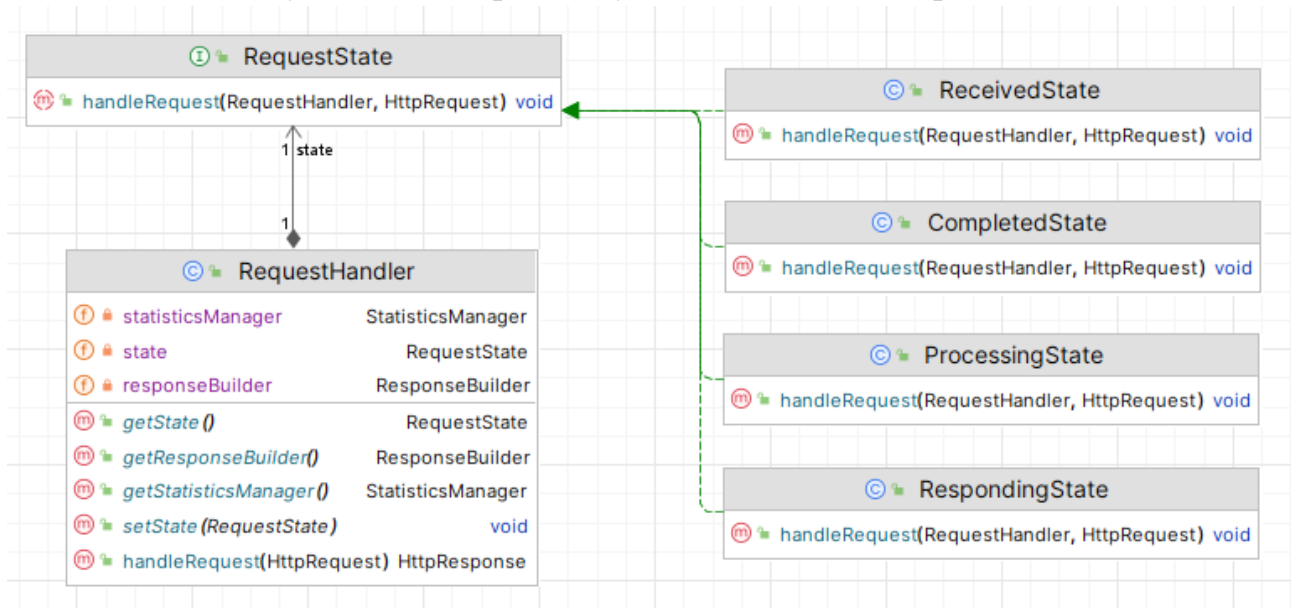 RequestState
handleRequest(RequestHandler, HttpRequest) void
1 state
1
RequestHandler
statisticsManager StatisticsManager
state RequestState
responseBuilder ResponseBuilder
getState() RequestState
getResponseBuilder() ResponseBuilder
getStatisticsManager() StatisticsManager
setState(RequestState) void
handleRequest(HttpRequest) HttpResponse
ReceivedState
handleRequest(RequestHandler, HttpRequest) void
CompletedState
handleRequest(RequestHandler, HttpRequest) void
ProcessingState
handleRequest(RequestHandler, HttpRequest) void
RespondingState
handleRequest(RequestHandler, HttpRequest) void